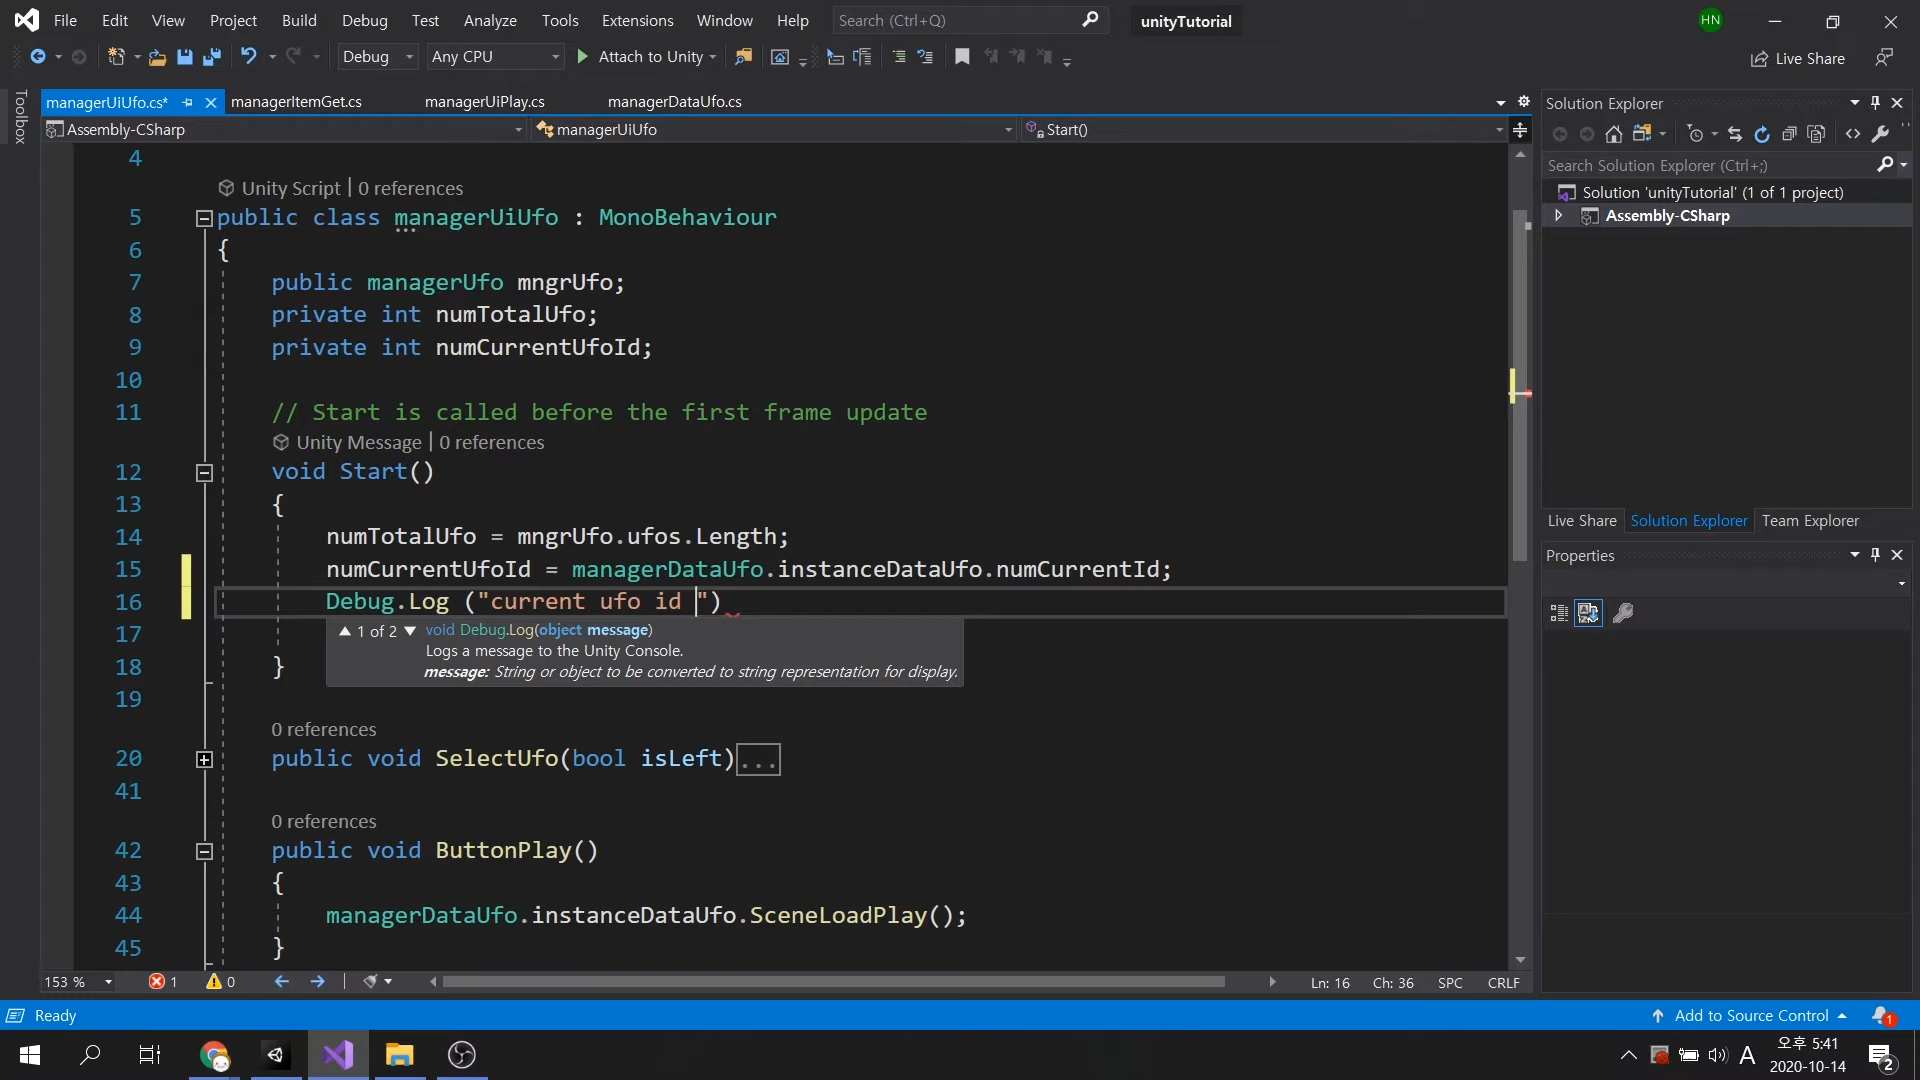 File Edit View Project Build Debug Test Analyze Tools Extensions Window Help Search (Ctrl+Q) unityTutorial HN
Debug Any CPU Attach to Unity Live Share
Toolbox
managerUiUfo.cs* managerItemGet.cs managerUiPlay.cs managerDataUfo.cs
Assembly-CSharp managerUiUfo Start()
4
Unity Script | 0 references
5 public class managerUiUfo : MonoBehaviour
6 {
7 public managerUfo mngrUfo;
8 private int numTotalUfo;
9 private int numCurrentUfoId;
10
11 // Start is called before the first frame update
Unity Message | 0 references
12 void Start()
13 {
14 numTotalUfo = mngrUfo.ufos.Length;
15 numCurrentUfoId = managerDataUfo.instanceDataUfo.numCurrentId;
16 Debug.Log ("current ufo id ")
17
1 of 2 void Debug.Log(object message)
Logs a message to the Unity Console.
message: String or object to be converted to string representation for display.
18 }
19
0 references
20 public void SelectUfo(bool isLeft)...
41
0 references
42 public void ButtonPlay()
43 {
44 managerDataUfo.instanceDataUfo.SceneLoadPlay();
45 }
153 % 1 0 Ln: 16 Ch: 36 SPC CRLF
Solution Explorer
Search Solution Explorer (Ctrl+;)
Solution 'unityTutorial' (1 of 1 project)
Assembly-CSharp
Live Share Solution Explorer Team Explorer
Properties
Ready Add to Source Control 1
A 오후 5:41
2020-10-14 2